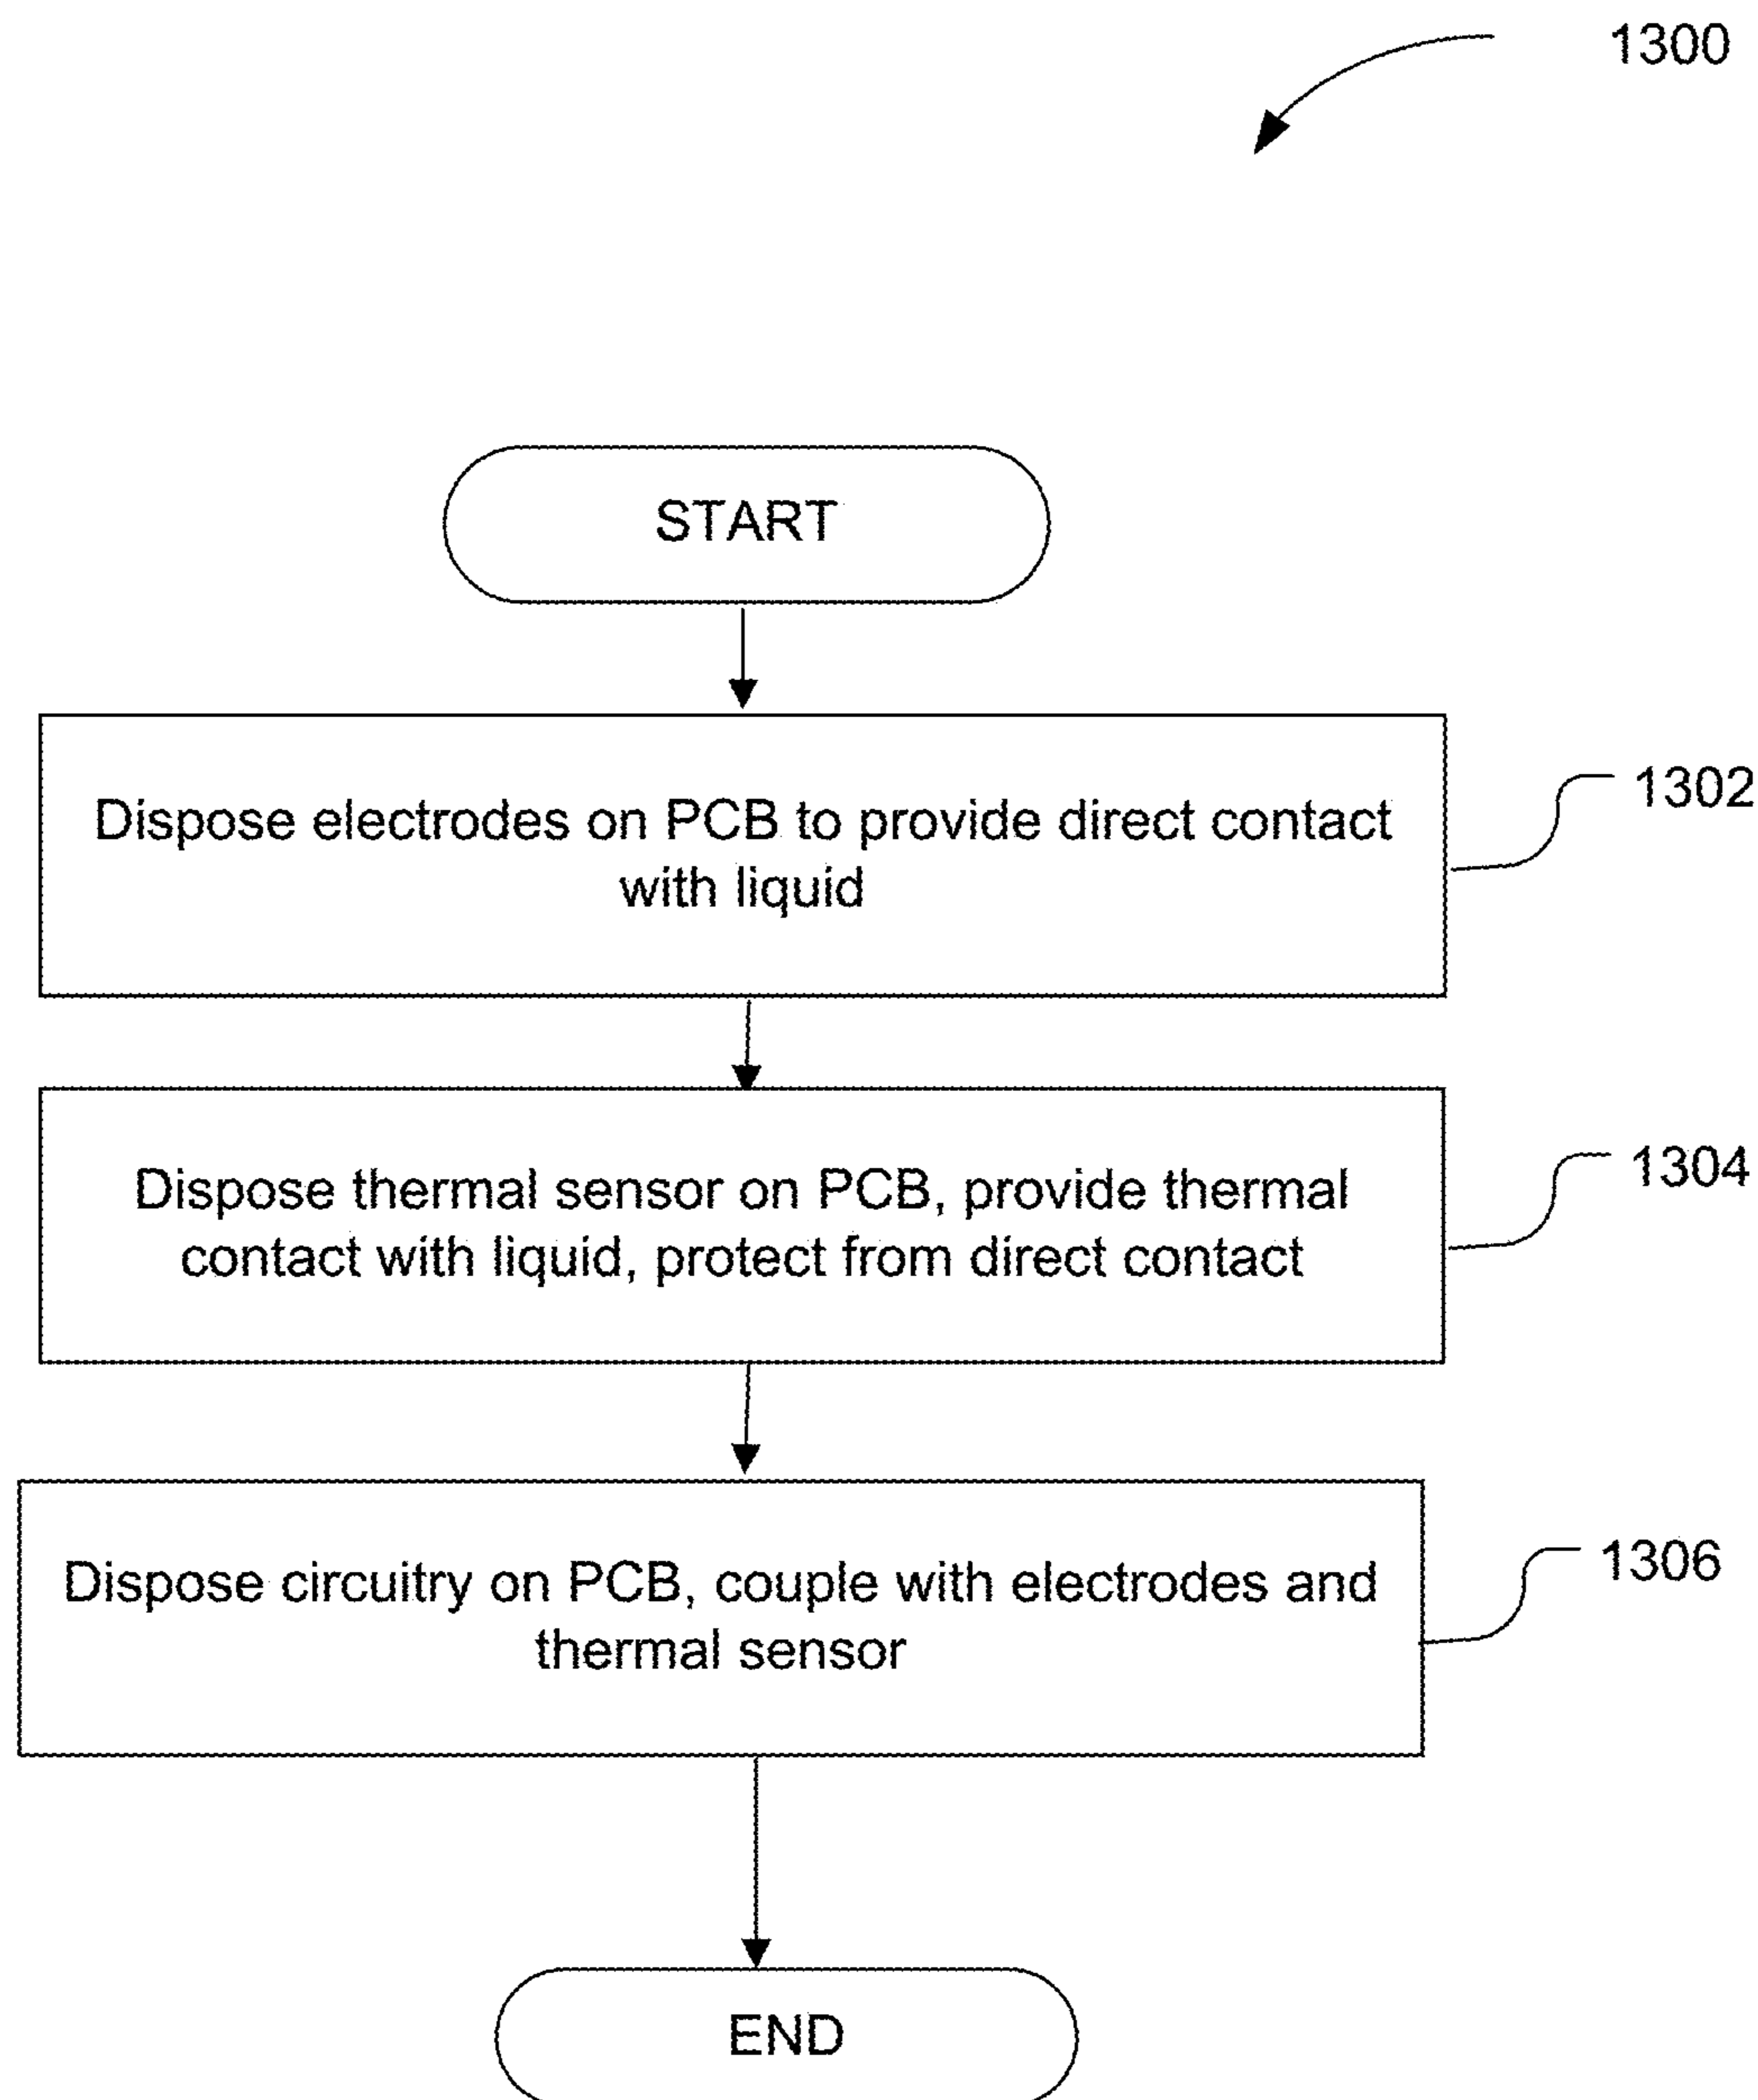 1300
START
Dispose electrodes on PCB to provide direct contact
with liquid
1302
Dispose thermal sensor on PCB, provide thermal
contact with liquid, protect from direct contact
1304
Dispose circuitry on PCB, couple with electrodes and
thermal sensor
1306
END